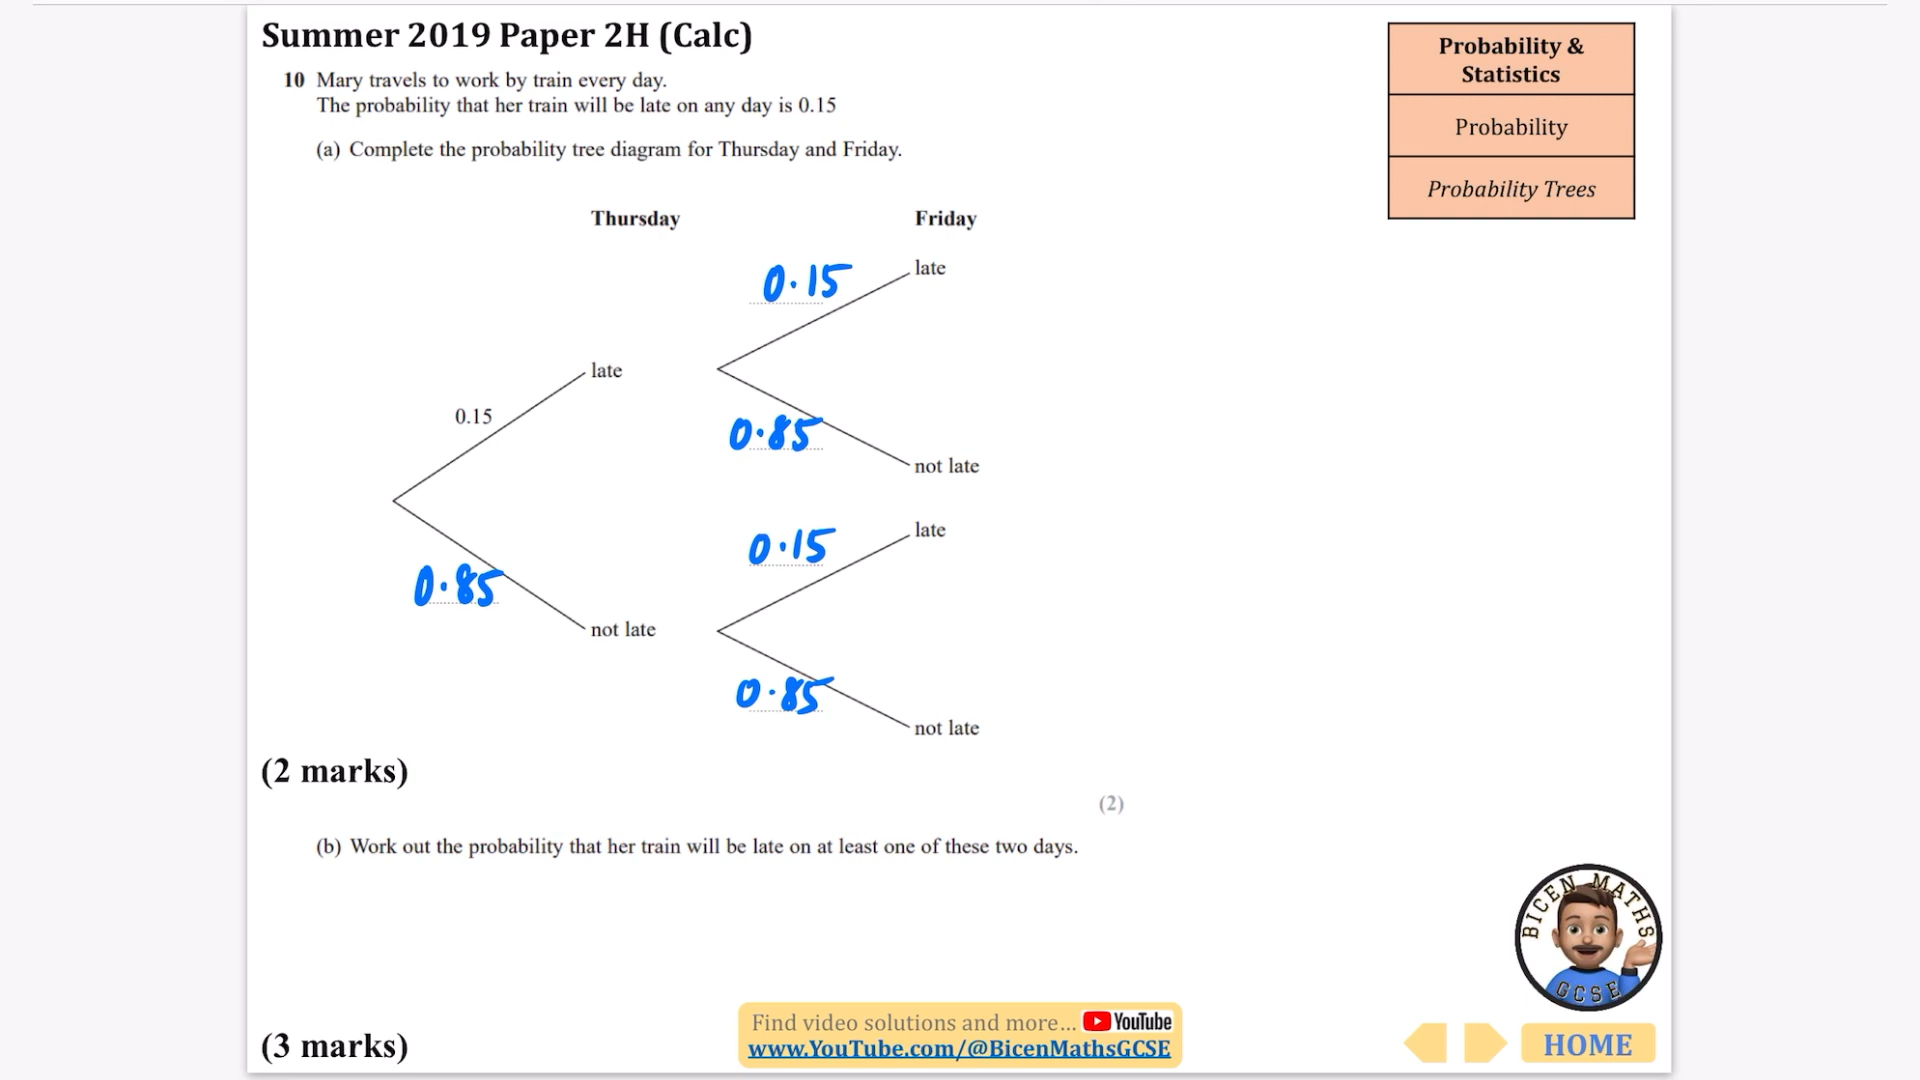 Summer 2019 Paper 2H (Calc)
Probability &
Statistics
Probability
Probability Trees
10 Mary travels to work by train every day.
The probability that her train will be late on any day is 0.15
(a) Complete the probability tree diagram for Thursday and Friday.
Thursday Friday
0.15 late
late
0.15
0.85
not late
0.15 late
0.85
not late
0.85
not late
(2 marks)
(2)
(b) Work out the probability that her train will be late on at least one of these two days.
BICEN MATHS
GCSE
(3 marks)
Find video solutions and more... YouTube
www.YouTube.com/@BicenMathsGCSE
HOME